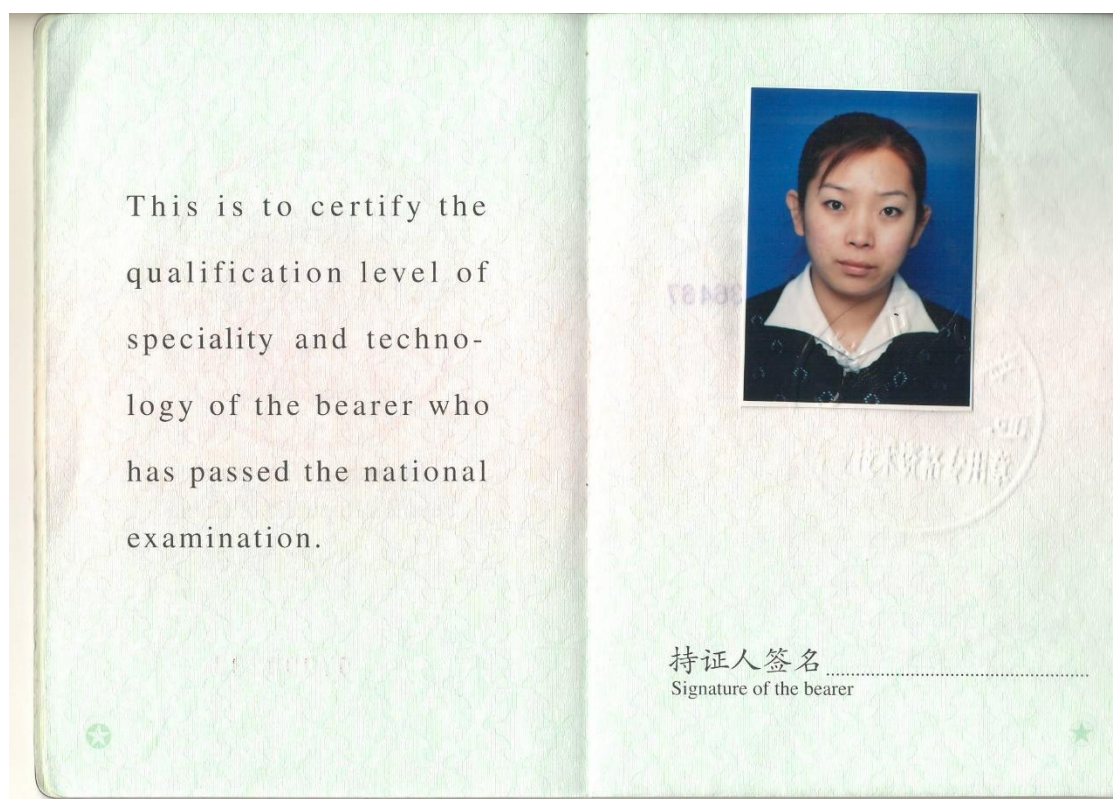 This is to certify the
qualification level of
speciality and techno-
logy of the bearer who
has passed the national
examination.
持证人签名
Signature of the bearer